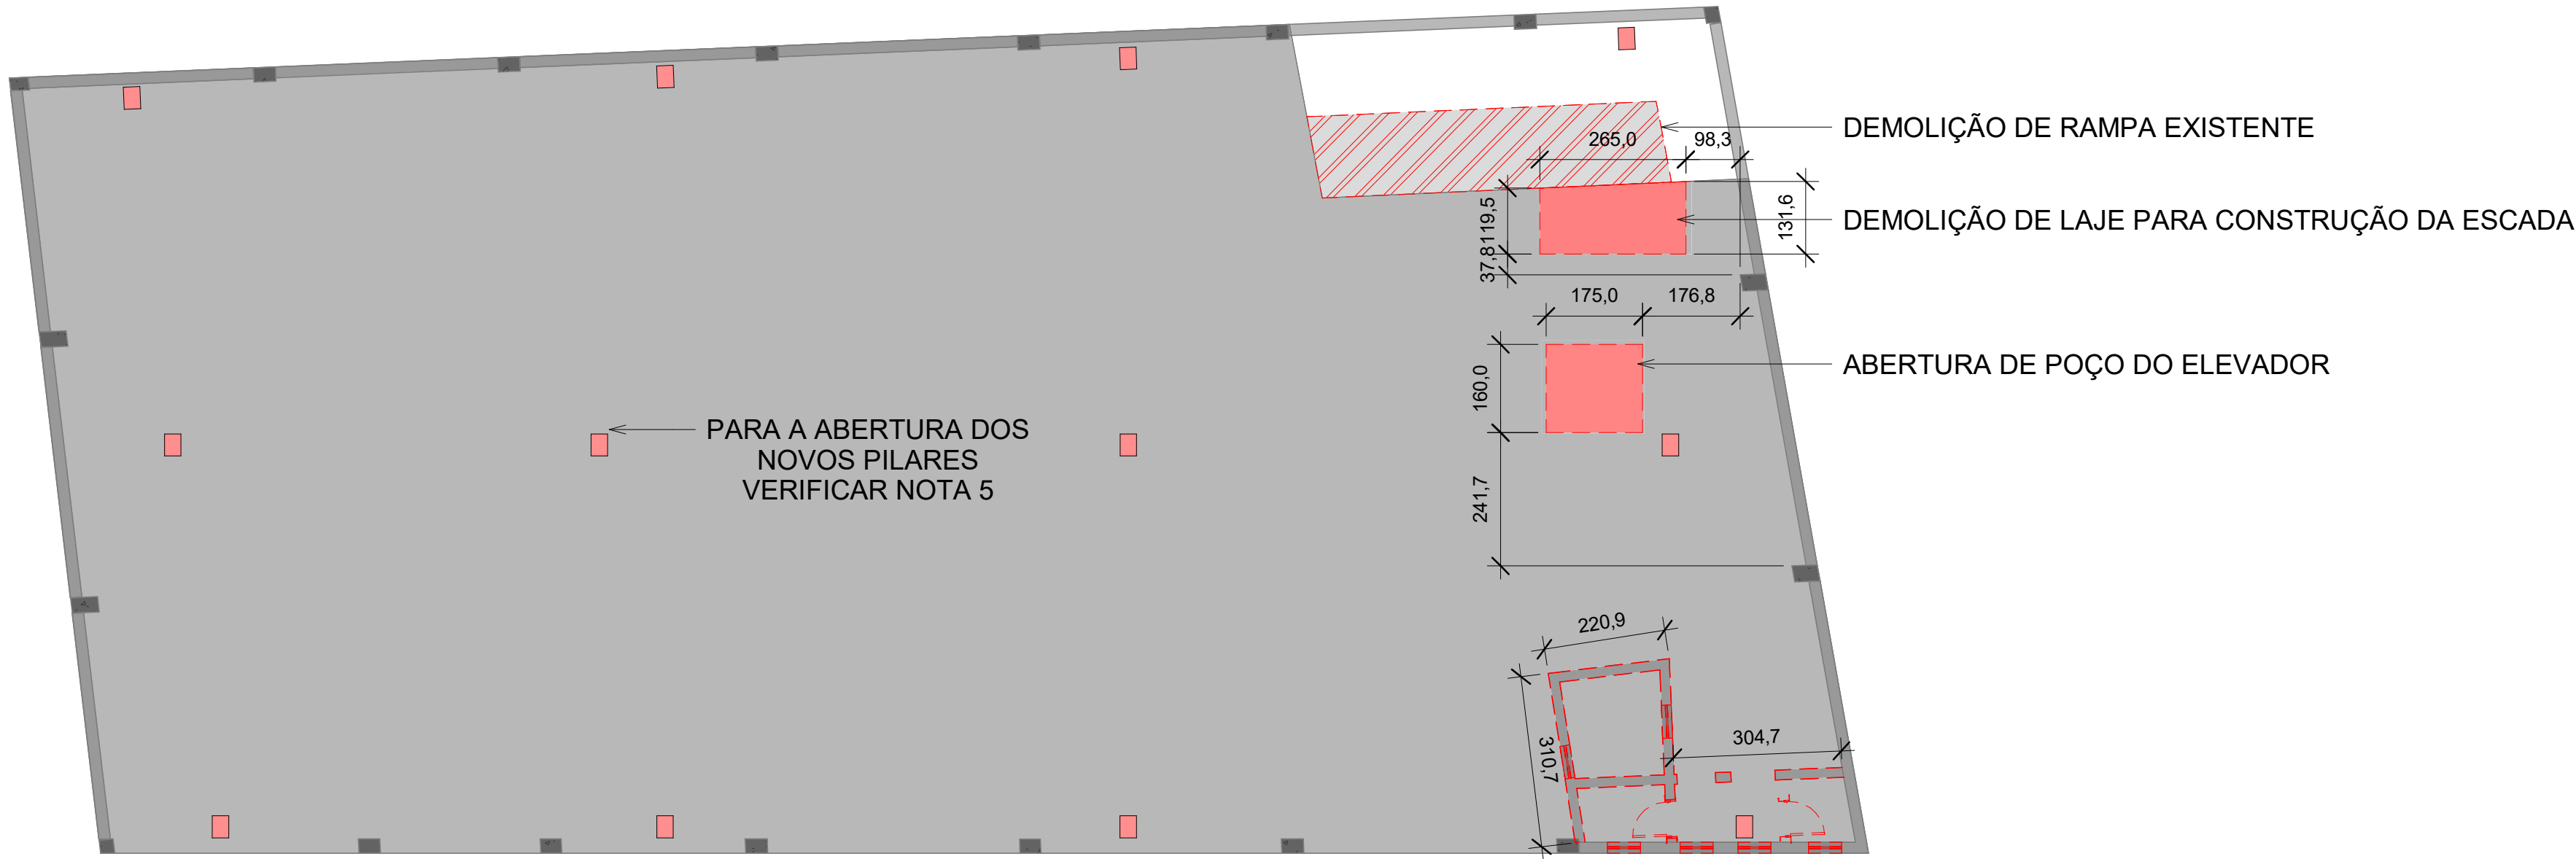 DEMOLIÇÃO DE RAMPA EXISTENTE
265,0
98,3
119,5
37,8
131,6
DEMOLIÇÃO DE LAJE PARA CONSTRUÇÃO DA ESCADA
175,0
176,8
ABERTURA DE POÇO DO ELEVADOR
160,0
PARA A ABERTURA DOS
NOVOS PILARES
VERIFICAR NOTA 5
241,7
220,9
310,7
304,7